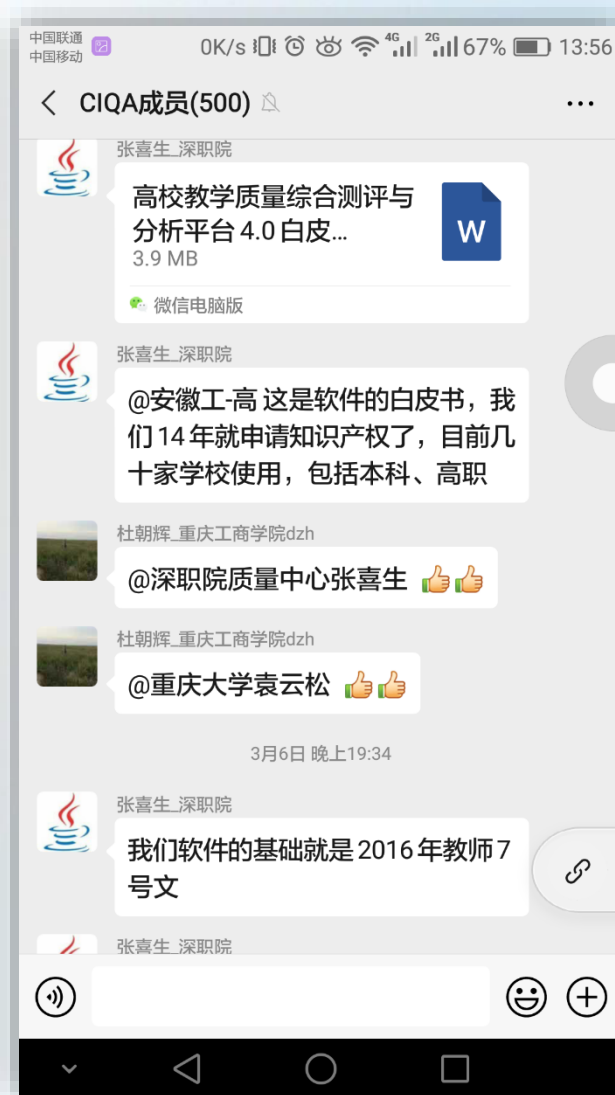 中国联通
中国移动
0K/s 4G 2G 67% 13:56
CIQA成员(500)
张喜生_深职院
高校教学质量综合测评与
分析平台4.0白皮...
W
3.9 MB
微信电脑版
张喜生_深职院
@安徽工-高 这是软件的白皮书，我
们14年就申请知识产权了，目前几
十家学校使用，包括本科、高职
杜朝辉_重庆工商学院dzh
@深职院质量中心张喜生 👍👍
杜朝辉_重庆工商学院dzh
@重庆大学袁云松 👍👍
3月6日 晚上19:34
张喜生_深职院
我们软件的基础就是2016年教师7
号文
张喜生_深职院